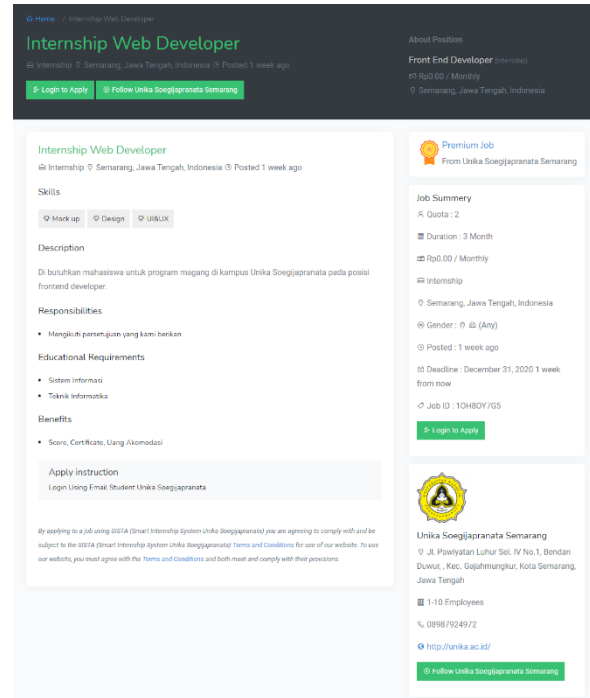 Home / Internship Web Developer
Internship Web Developer
Internship Semarang, Jawa Tengah, Indonesia Posted 1 week ago
Login to Apply
Follow Unika Soegijapranata Semarang
About Position
Front End Developer (Internship)
Rp0.00 / Monthly
Semarang, Jawa Tengah, Indonesia
Internship Web Developer
Internship Semarang, Jawa Tengah, Indonesia Posted 1 week ago
Skills
Mock up Design UI&UX
Description
Di butuhkan mahasiswa untuk program magang di kampus Unika Soegijapranata pada posisi
frontend developer.
Responsibilities
Mengikuti persetujuan yang kami berikan
Educational Requirements
Sistem Informasi
Teknik Informatika
Benefits
Score, Certificate, Uang Akomodasi
Apply instruction
Login Using Email Student Unika Soegijapranata
By applying to a job using SISTA (Smart Internship System Unika Soegijapranata) you are agreeing to comply with and be
subject to the SISTA (Smart Internship System Unika Soegijapranata) Terms and Conditions for use of our website. To use
our website, you must agree with the Terms and Conditions and both meet and comply with their provisions.
Premium Job
From Unika Soegijapranata Semarang
Job Summery
Quota : 2
Duration : 3 Month
Rp0.00 / Monthly
Internship
Semarang, Jawa Tengah, Indonesia
Gender : (Any)
Posted : 1 week ago
Deadline : December 31, 2020 1 week
from now
Job ID : 1OH8OY7G5
Login to Apply
Unika Soegijapranata Semarang
Jl. Pawiyatan Luhur Sel. IV No.1, Bendan
Duwur, , Kec. Gajahmungkur, Kota Semarang,
Jawa Tengah
1-10 Employees
08987924972
http://unika.ac.id/
Follow Unika Soegijapranata Semarang